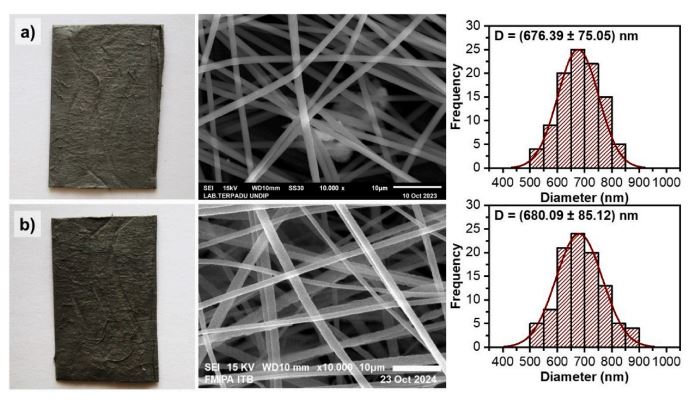 a)
SEI 15kV WD10mm SS30 10.000 x 10μm
LAB.TERPADU UNDIP 10 Oct 2023
D = (676.39 ± 75.05) nm
Frequency
30
25
20
15
10
5
0
400 500 600 700 800 900 1000
Diameter (nm)
b)
SEI 15 KV WD10 mm x10.000 10μm
FMIPA ITB 23 Oct 2024
D = (680.09 ± 85.12) nm
Frequency
30
25
20
15
10
5
0
400 500 600 700 800 900 1000
Diameter (nm)